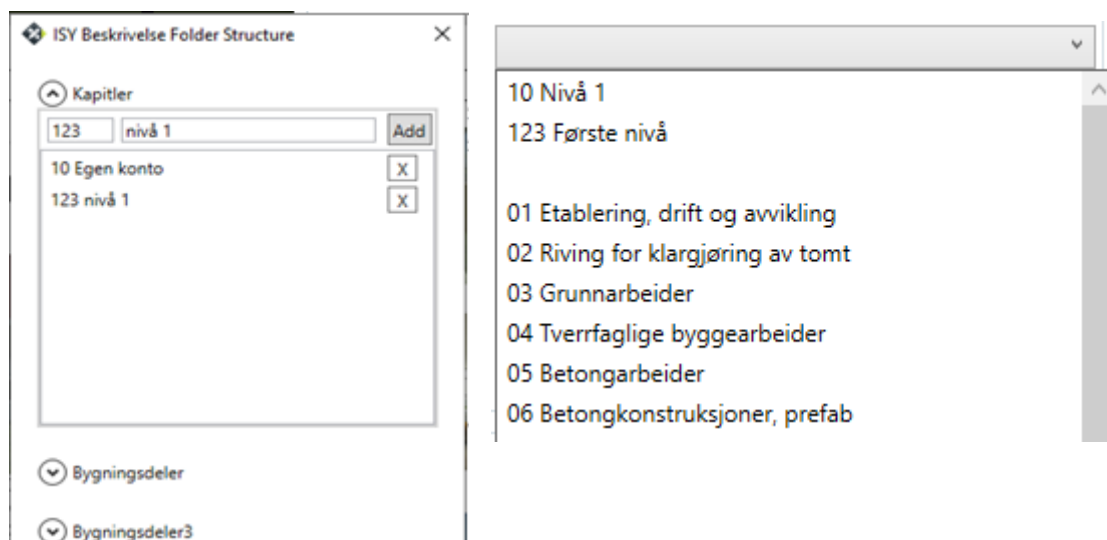 ISY Beskrivelse Folder Structure
Kapitler
123 nivå 1 Add
10 Egen konto X
123 nivå 1 X
Bygningsdeler
Bygningsdeler3
10 Nivå 1
123 Første nivå
01 Etablering, drift og avvikling
02 Riving for klargjøring av tomt
03 Grunnarbeider
04 Tverrfaglige byggearbeider
05 Betongarbeider
06 Betongkonstruksjoner, prefab